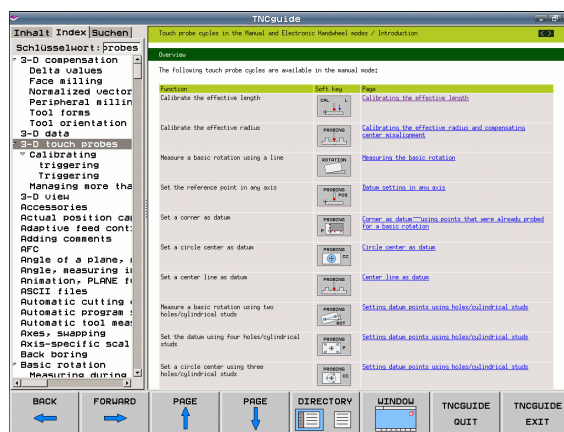 TNCguide
Inhalt Index Suchen
Schlüsselwort: probes
3-D compensation
Delta values
Face milling
Normalized vector
Peripheral millin
Tool forms
Tool orientation
3-D data
3-D touch probes
Calibrating
triggering
Triggering
Managing more tha
3-D view
Accessories
Actual position ca
Adaptive feed cont
Adding comments
AFC
Angle of a plane,
Angle, measuring i
Animation, PLANE f
ASCII files
Automatic cutting
Automatic program
Automatic tool meas
Axes, swapping
Axis-specific scal
Back boring
Basic rotation
Measuring during
Touch probe cycles in the Manual and Electronic Handwheel modes / Introduction
Overview
The following touch probe cycles are available in the manual mode:
Function Soft key Page
Calibrate the effective length CAL L Calibrating the effective length
Calibrate the effective radius PROBING Calibrating the effective radius and compensating
center misalignment
Measure a basic rotation using a line ROTATION Measuring the basic rotation
Set the reference point in any axis PROBING POS Datum setting in any axis
Set a corner as datum PROBING P Corner as datum—using points that were already probed
for a basic rotation
Set a circle center as datum PROBING CC Circle center as datum
Set a center line as datum PROBING Center line as datum
Measure a basic rotation using two
holes/cylindrical studs PROBING ROT Setting datum points using holes/cylindrical studs
Set the datum using four holes/cylindrical
studs PROBING P Setting datum points using holes/cylindrical studs
Set a circle center using three
holes/cylindrical studs PROBING CC Setting datum points using holes/cylindrical studs
BACK FORWARD PAGE PAGE DIRECTORY WINDOW TNCGUIDE QUIT TNCGUIDE EXIT